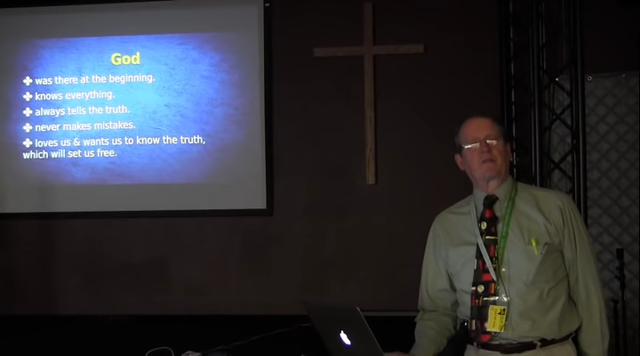 God
was there at the beginning.
knows everything.
always tells the truth.
never makes mistakes.
loves us & wants us to know the truth,
which will set us free.